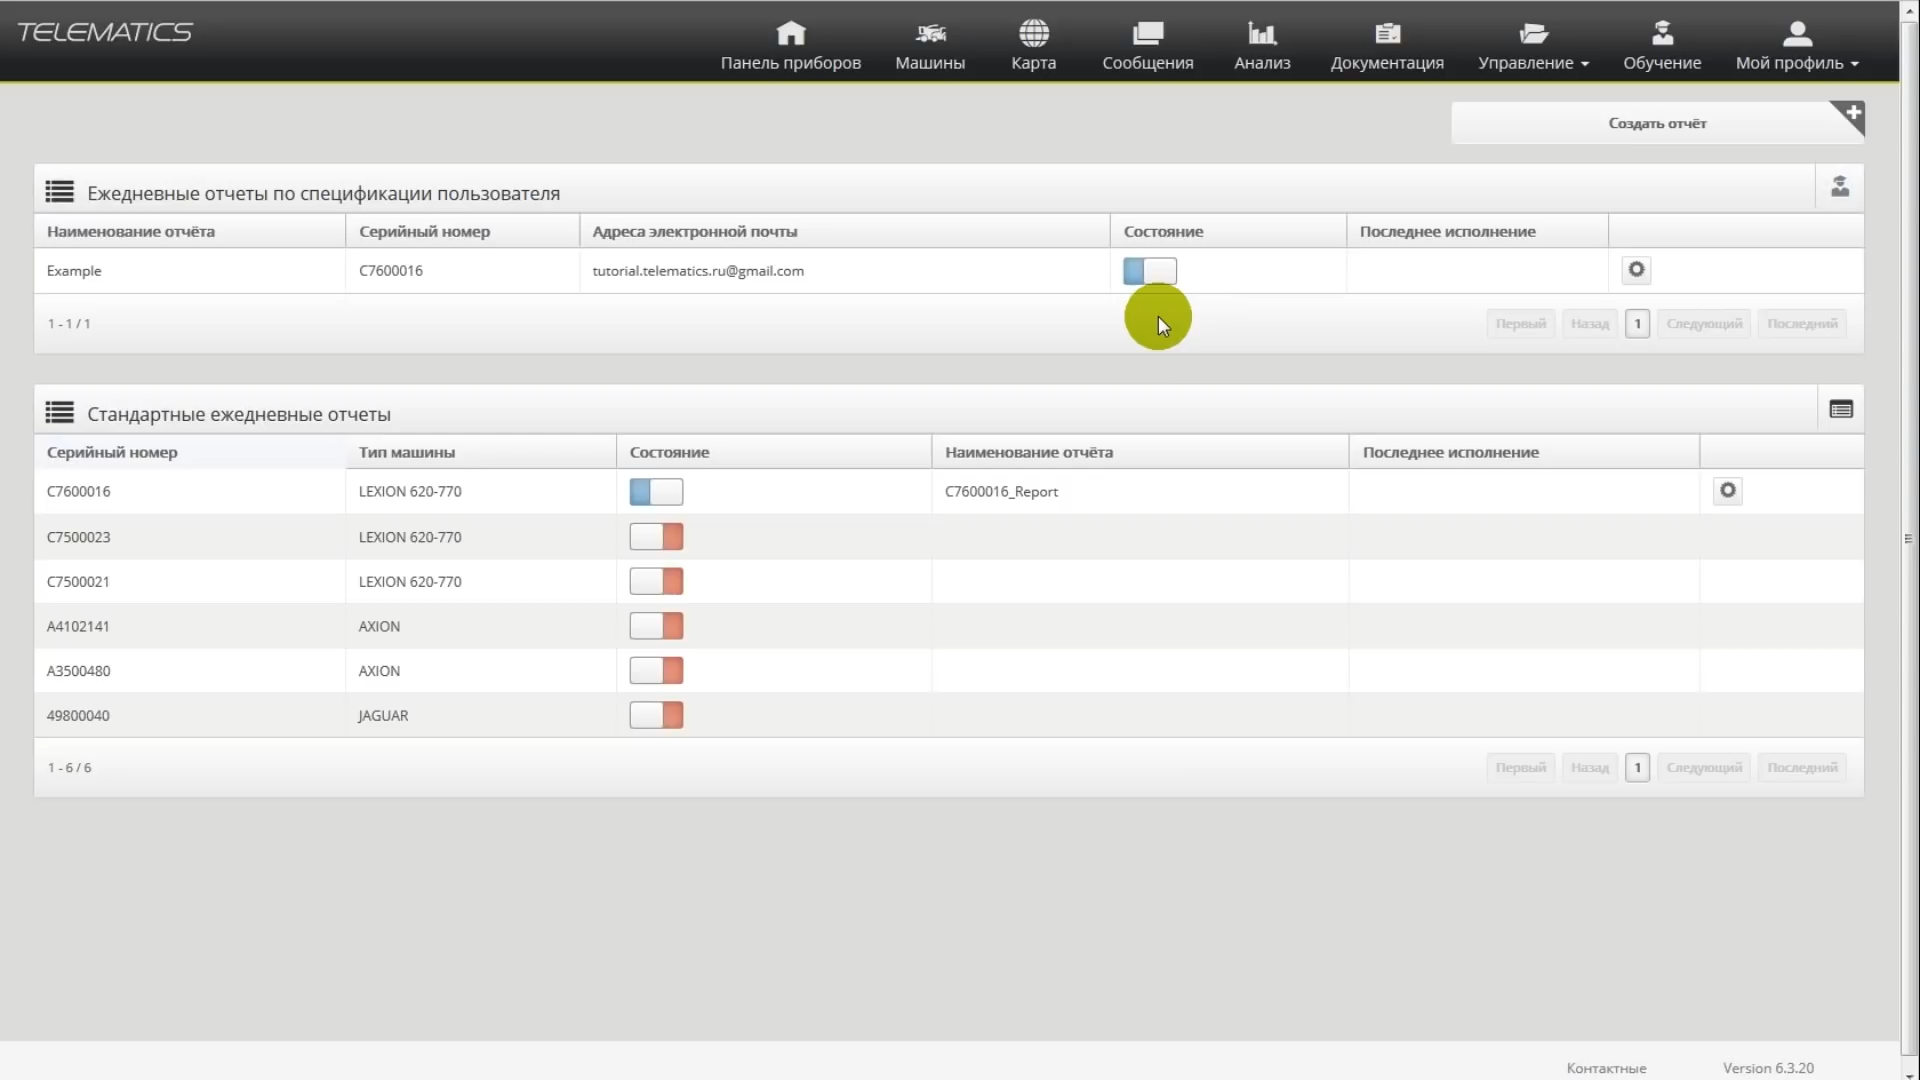 TELEMATICS
Панель приборов Машины Карта Сообщения Анализ Документация Управление Обучение Мой профиль
Создать отчёт
Ежедневные отчеты по спецификации пользователя
Наименование отчёта Серийный номер Адреса электронной почты Состояние Последнее исполнение
Example C7600016 tutorial.telematics.ru@gmail.com
1 - 1 / 1 Первый Назад 1 Следующий Последний
Стандартные ежедневные отчеты
Серийный номер Тип машины Состояние Наименование отчёта Последнее исполнение
C7600016 LEXION 620-770 C7600016_Report
C7500023 LEXION 620-770
C7500021 LEXION 620-770
A4102141 AXION
A3500480 AXION
49800040 JAGUAR
1 - 6 / 6 Первый Назад 1 Следующий Последний
Контактные Version 6.3.20